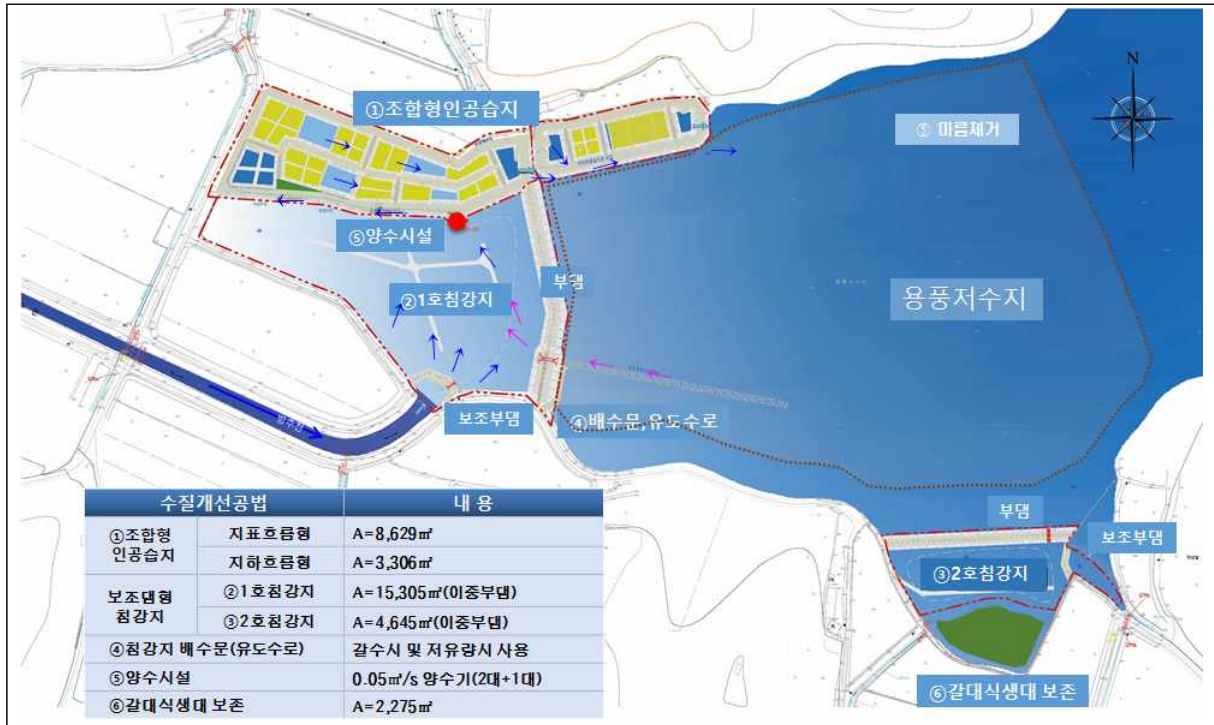 N
①조합형인공습지
⑦ 마름제거
⑤양수시설
②1호침강지
부댐
용풍저수지
보조부댐
④배수문,유도수로
부댐
보조부댐
③2호침강지
⑥갈대식생대 보존
수질개선공법 내 용
①조합형 인공습지 지표흐름형 A=8,629㎡
지하흐름형 A=3,306㎡
보조댐형 침강지 ②1호침강지 A=15,305㎡(이중부댐)
③2호침강지 A=4,645㎡(이중부댐)
④침강지 배수문(유도수로) 갈수시 및 저유량시 사용
⑤양수시설 0.05㎥/s 양수기(2대+1대)
⑥갈대식생대 보존 A=2,275㎡